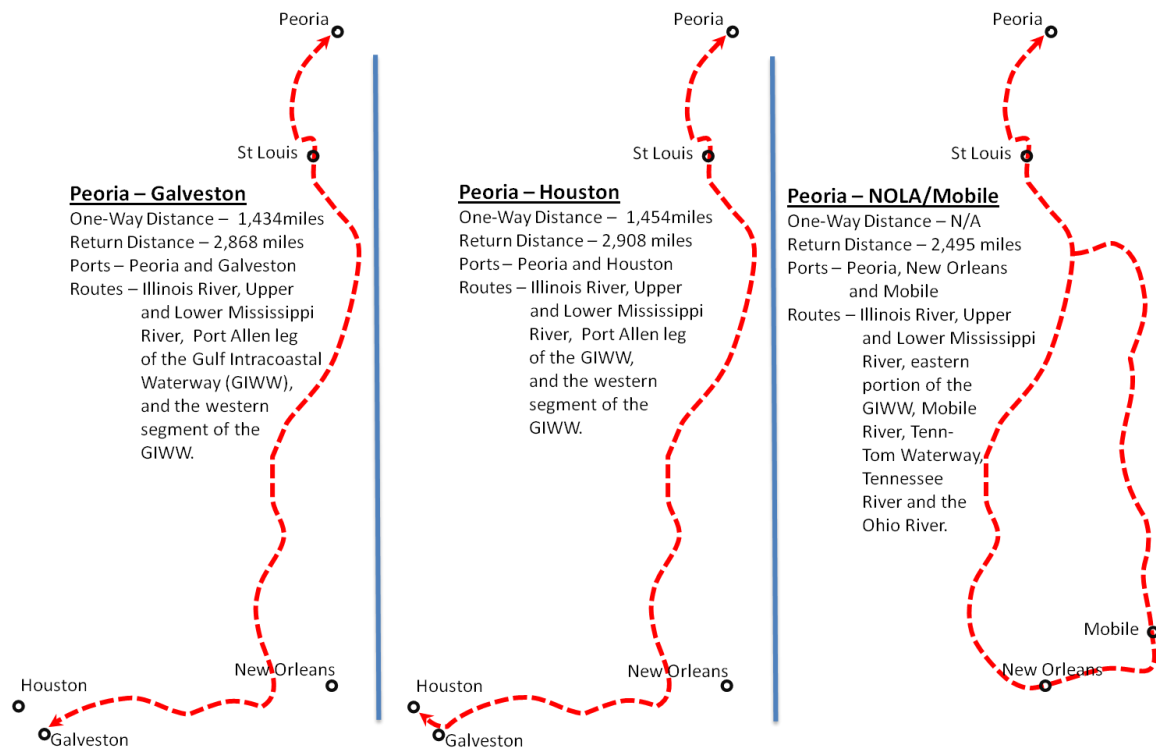 Peoria
St Louis
Peoria – Galveston
One-Way Distance – 1,434miles
Return Distance – 2,868 miles
Ports – Peoria and Galveston
Routes – Illinois River, Upper
and Lower Mississippi
River, Port Allen leg
of the Gulf Intracoastal
Waterway (GIWW),
and the western
segment of the
GIWW.
New Orleans
Houston
Galveston
Peoria
St Louis
Peoria – Houston
One-Way Distance – 1,454miles
Return Distance – 2,908 miles
Ports – Peoria and Houston
Routes – Illinois River, Upper
and Lower Mississippi
River, Port Allen leg
of the GIWW,
and the western
segment of the
GIWW.
New Orleans
Houston
Galveston
Peoria
St Louis
Peoria – NOLA/Mobile
One-Way Distance – N/A
Return Distance – 2,495 miles
Ports – Peoria, New Orleans
and Mobile
Routes – Illinois River, Upper
and Lower Mississippi
River, eastern
portion of the
GIWW, Mobile
River, Tenn-
Tom Waterway,
Tennessee
River and the
Ohio River.
Mobile
New Orleans